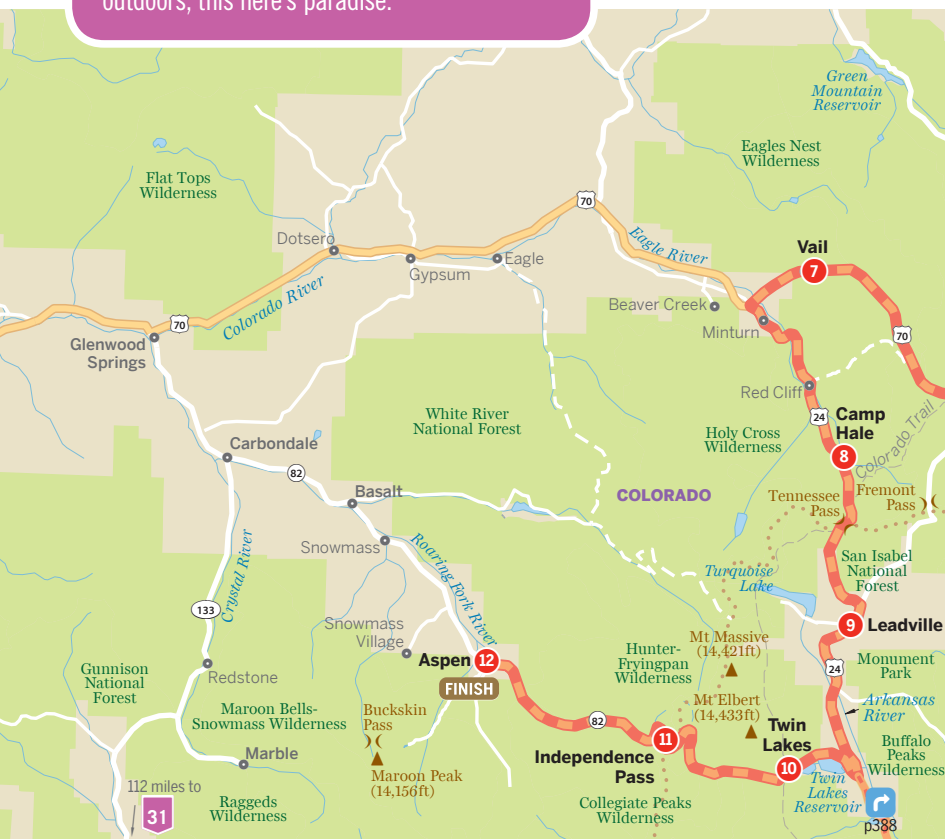 outdoors, this here's paradise.
Green
Mountain
Reservoir
Eagles Nest
Wilderness
Flat Tops
Wilderness
70
Dotsero
Eagle River
Vail
7
Gypsum
Eagle
Colorado River
Beaver Creek
Minturn
70
70
Glenwood
Springs
Red Cliff
24
Camp
Hale
8
Colorado Trail
White River
National Forest
Holy Cross
Wilderness
Carbondale
82
Basalt
COLORADO
Tennessee
Pass
Fremont
Pass
Snowmass
Roaring Fork River
Crystal River
San Isabel
National
Forest
Turquoise
Lake
133
Snowmass
Village
9
Leadville
Hunter-
Fryingpan
Wilderness
Mt Massive
(14,421ft)
Aspen
12
FINISH
24
Monument
Park
Gunnison
National
Forest
Redstone
Maroon Bells-
Snowmass Wilderness
Buckskin
Pass
Mt Elbert
(14,433ft)
Arkansas
River
82
11
Independence
Pass
Twin
Lakes
10
Buffalo
Peaks
Wilderness
Marble
Maroon Peak
(14,156ft)
Twin
Lakes
Reservoir
112 miles to
31
Raggeds
Wilderness
Collegiate Peaks
Wilderness
p388